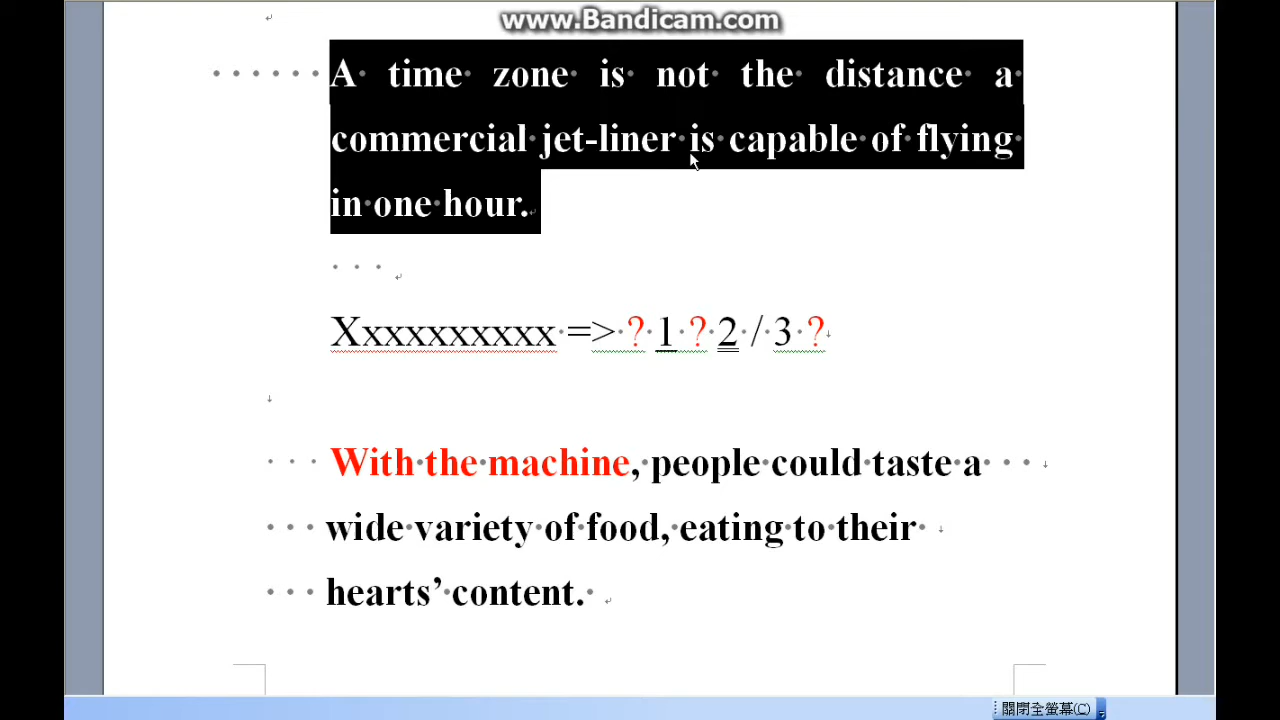 www.Bandicam.com
A time zone is not the distance a
commercial jet-liner is capable of flying
in one hour.
Xxxxxxxxxxx => ? 1 ? 2 / 3 ?
With the machine, people could taste a
wide variety of food, eating to their
hearts’ content.
關閉全螢幕(C)